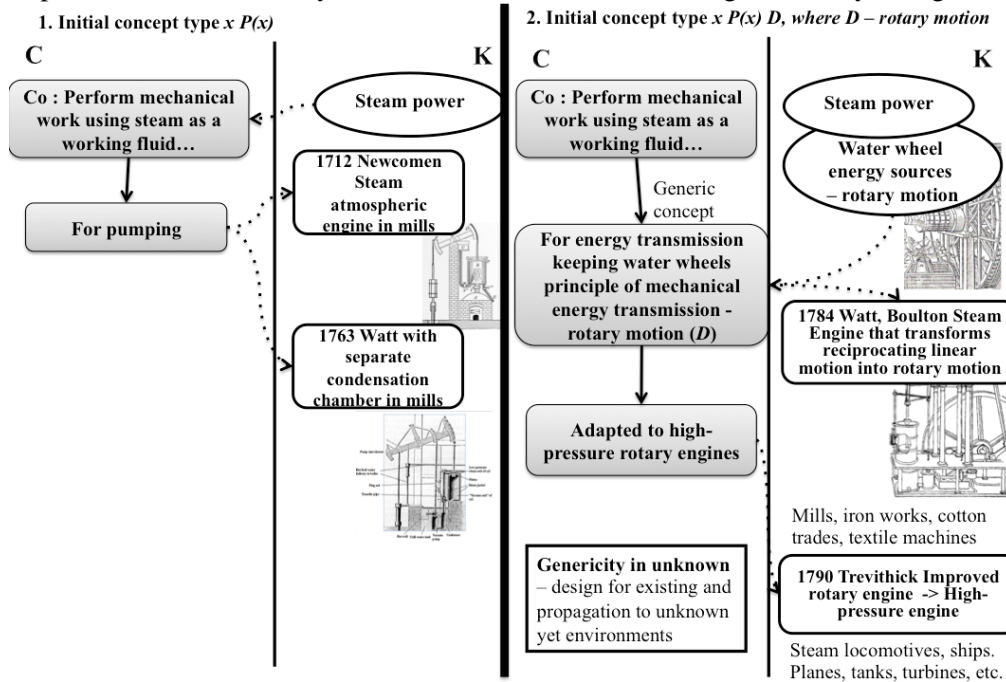 1. Initial concept type x P(x)
C
K
Co : Perform mechanical
work using steam as a
working fluid…
Steam power
For pumping
1712 Newcomen
Steam
atmospheric
engine in mills
1763 Watt with
separate
condensation
chamber in mills
2. Initial concept type x P(x) D, where D – rotary motion
C
K
Co : Perform mechanical
work using steam as a
working fluid…
Steam power
Water wheel
energy sources
– rotary motion
Generic
concept
For energy transmission
keeping water wheels
principle of mechanical
energy transmission -
rotary motion (D)
1784 Watt, Boulton Steam
Engine that transforms
reciprocating linear
motion into rotary motion
Adapted to high-
pressure rotary engines
Mills, iron works, cotton
trades, textile machines
Genericity in unknown
– design for existing and
propagation to unknown
yet environments
1790 Trevithick Improved
rotary engine -> High-
pressure engine
Steam locomotives, ships.
Planes, tanks, turbines, etc.